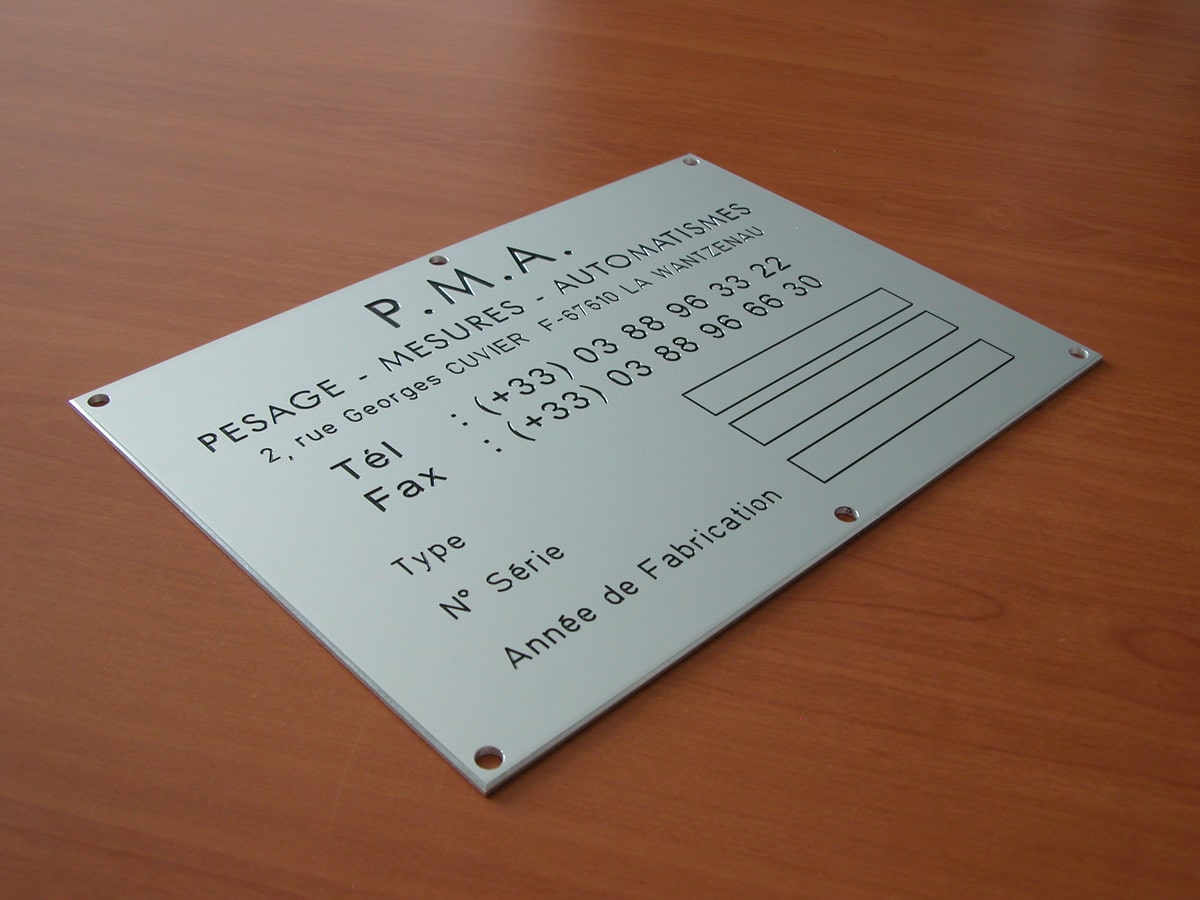 P.M.A.
PESAGE - MESURES - AUTOMATISMES
2, rue Georges CUVIER F-67610 LA WANTZENAU
Tél : (+33) 03 88 96 33 22
Fax : (+33) 03 88 96 66 30
Type
N° Série
Année de Fabrication